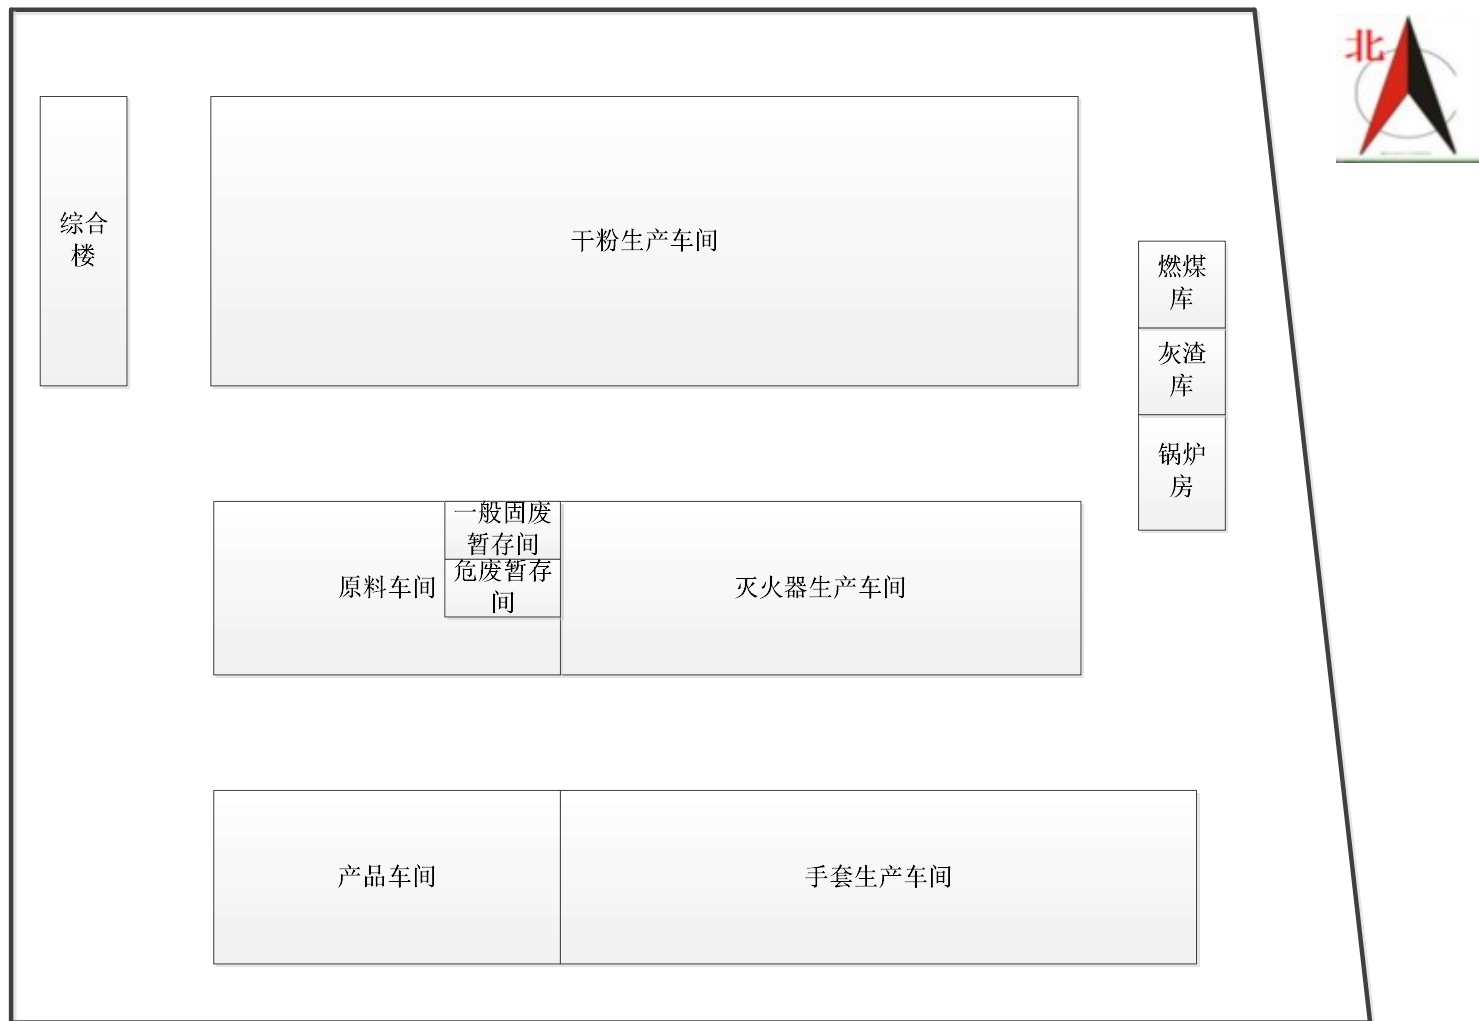 北
综合
楼
干粉生产车间
燃煤
库
灰渣
库
锅炉
房
一般固废
暂存间
危废暂存
间
原料车间
灭火器生产车间
产品车间
手套生产车间